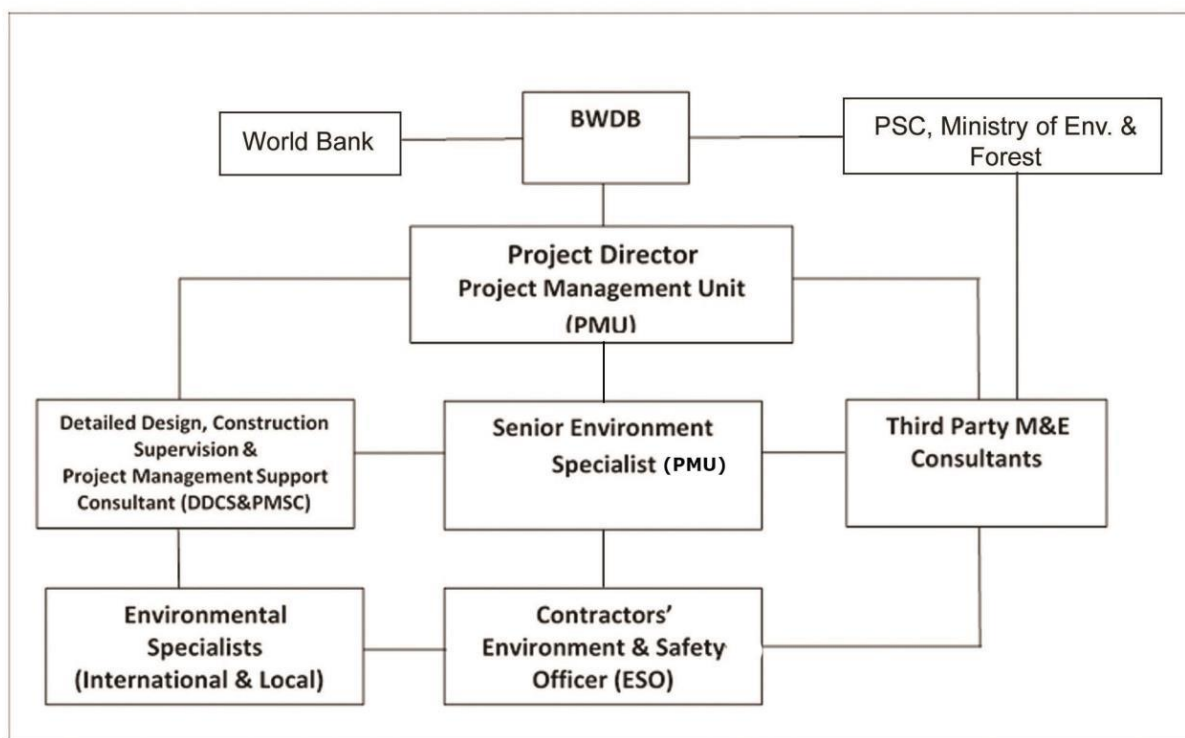 BWDB
World Bank
PSC, Ministry of Env. &
Forest
Project Director
Project Management Unit
(PMU)
Detailed Design, Construction
Supervision &
Project Management Support
Consultant (DDCS&PMSC)
Senior Environment
Specialist (PMU)
Third Party M&E
Consultants
Environmental
Specialists
(International & Local)
Contractors’
Environment & Safety
Officer (ESO)